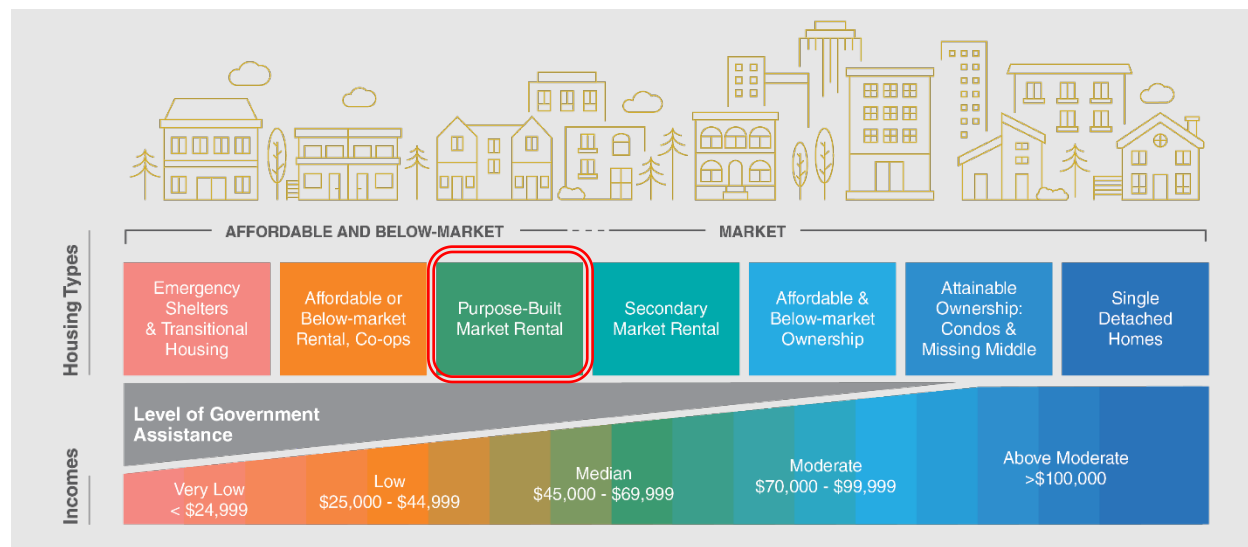 AFFORDABLE AND BELOW-MARKET
MARKET
Housing Types
Emergency
Shelters
& Transitional
Housing
Affordable or
Below-market
Rental, Co-ops
Purpose-Built
Market Rental
Secondary
Market Rental
Affordable &
Below-market
Ownership
Attainable
Ownership:
Condos &
Missing Middle
Single
Detached
Homes
Level of Government
Assistance
Incomes
Very Low
< $24,999
Low
$25,000 - $44,999
Median
$45,000 - $69,999
Moderate
$70,000 - $99,999
Above Moderate
>$100,000